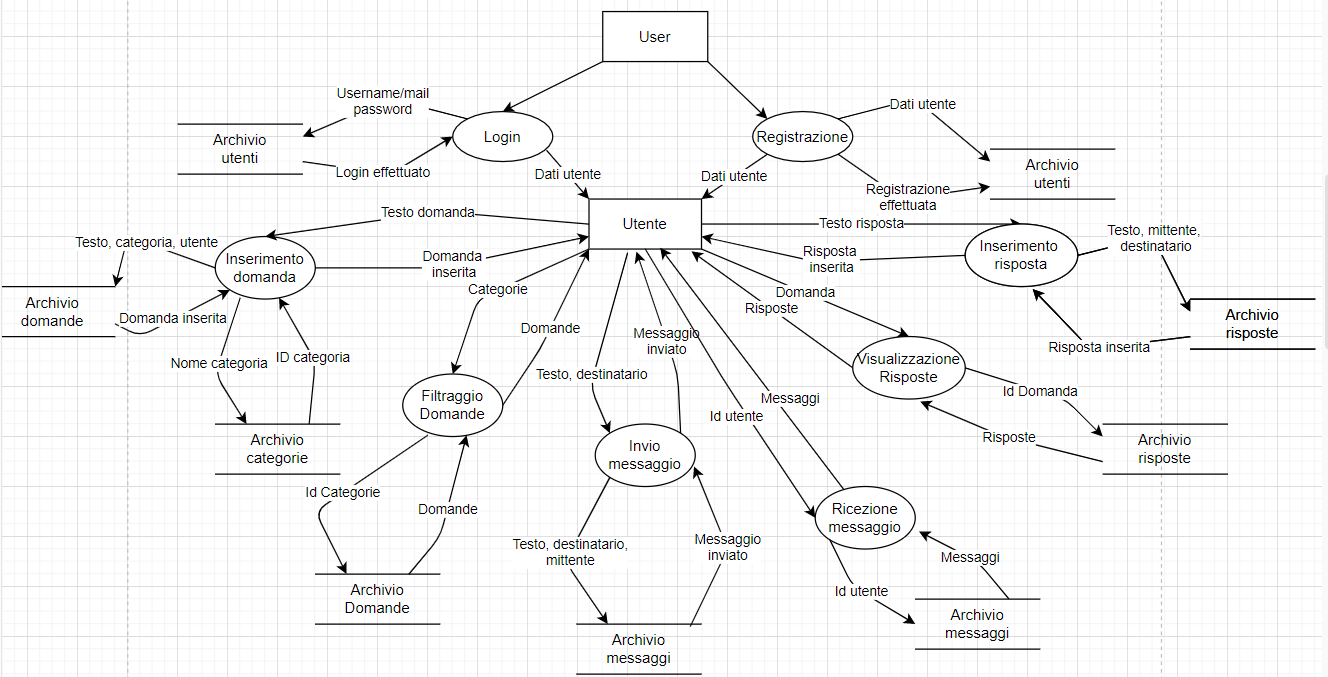 User
Username/mail
password
Dati utente
Login
Registrazione
Archivio
utenti
Login effettuato
Dati utente
Dati utente
Archivio
utenti
Registrazione
effettuata
Testo domanda
Utente
Testo risposta
Testo, categoria, utente
Inserimento
domanda
Domanda
inserita
Risposta
inserita
Inserimento
risposta
Testo, mittente,
destinatario
Categorie
Domanda
Risposte
Archivio
domande
Domanda inserita
Domande
Messaggio
inviato
Archivio
risposte
Risposta inserita
Nome categoria
ID categoria
Testo, destinatario
Visualizzazione
Risposte
Id Domanda
Filtraggio
Domande
Id utente
Messaggi
Archivio
categorie
Invio
messaggio
Risposte
Archivio
risposte
Id Categorie
Domande
Ricezione
messaggio
Testo, destinatario,
mittente
Messaggio
inviato
Messaggi
Archivio
Domande
Id utente
Archivio
messaggi
Archivio
messaggi